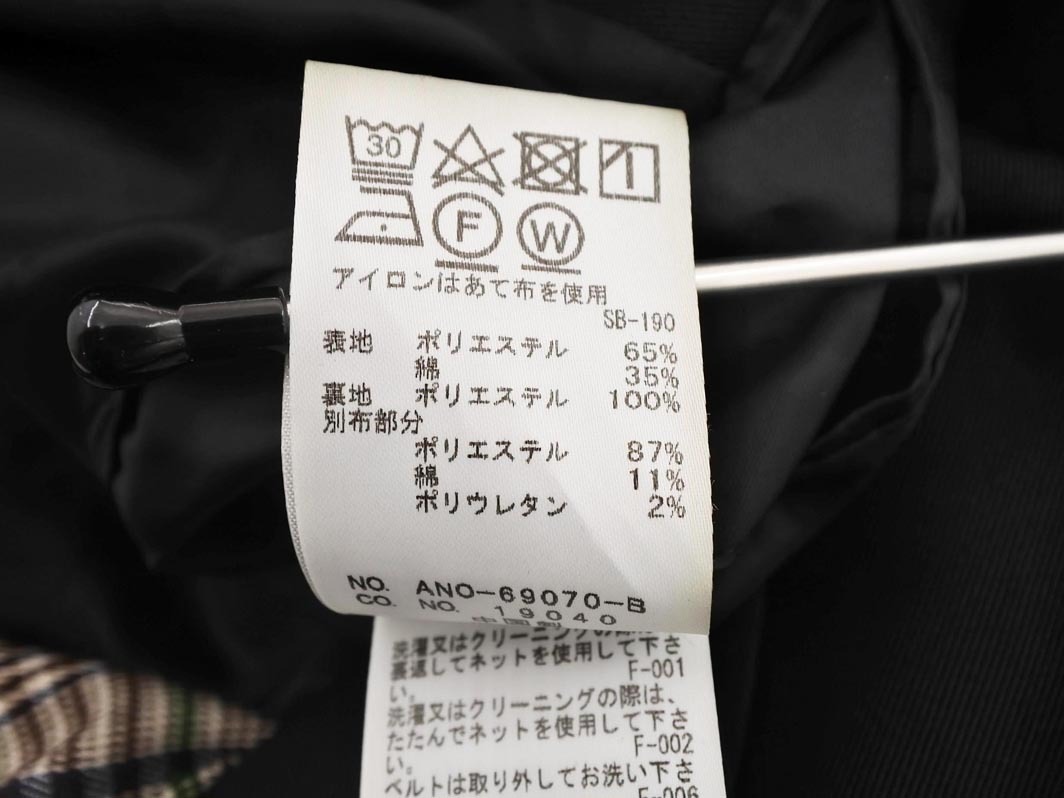 30
F W
アイロンはあて布を使用
SB-190
表地 ポリエステル 65%
綿 35%
裏地 ポリエステル 100%
別布部分
ポリエステル 87%
綿 11%
ポリウレタン 2%
NO. ANO-69070-B
CO. NO. 19040
中国製
洗濯又はクリーニングの際は、
裏返してネットを使用して下さ
い。 F-001
洗濯又はクリーニングの際は、
たたんでネットを使用して下さ
い。 F-002
ベルトは取り外してお洗い下さ
F-006